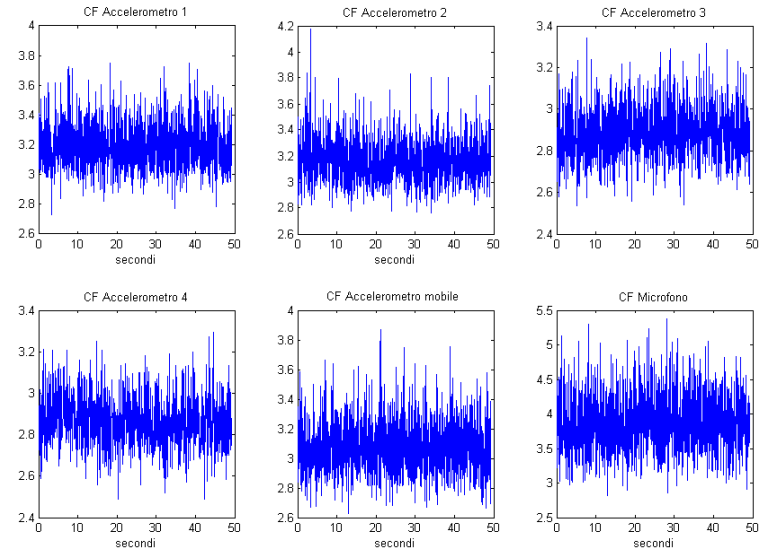 CF Accelerometro 1
4
3.8
3.6
3.4
3.2
3
2.8
2.6
0 10 20 30 40 50
secondi
CF Accelerometro 2
4.2
4
3.8
3.6
3.4
3.2
3
2.8
2.6
0 10 20 30 40 50
secondi
CF Accelerometro 3
3.4
3.2
3
2.8
2.6
2.4
0 10 20 30 40 50
CF Accelerometro 4
3.4
3.2
3
2.8
2.6
2.4
0 10 20 30 40 50
secondi
CF Accelerometro mobile
4
3.8
3.6
3.4
3.2
3
2.8
2.6
0 10 20 30 40 50
secondi
CF Microfono
5.5
5
4.5
4
3.5
3
2.5
0 10 20 30 40 50
secondi